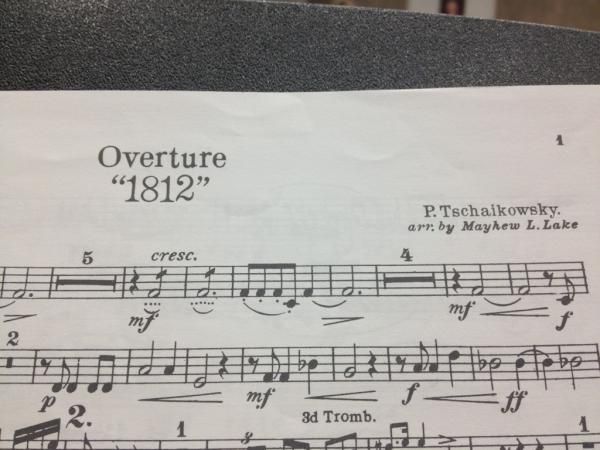 1
Overture
"1812"
P. Tschaikowsky.
arr. by Mayhew L. Lake
5 cresc. 4
mf mf f
2
p mf f ff
2. 1 3 3d Tromb. 1